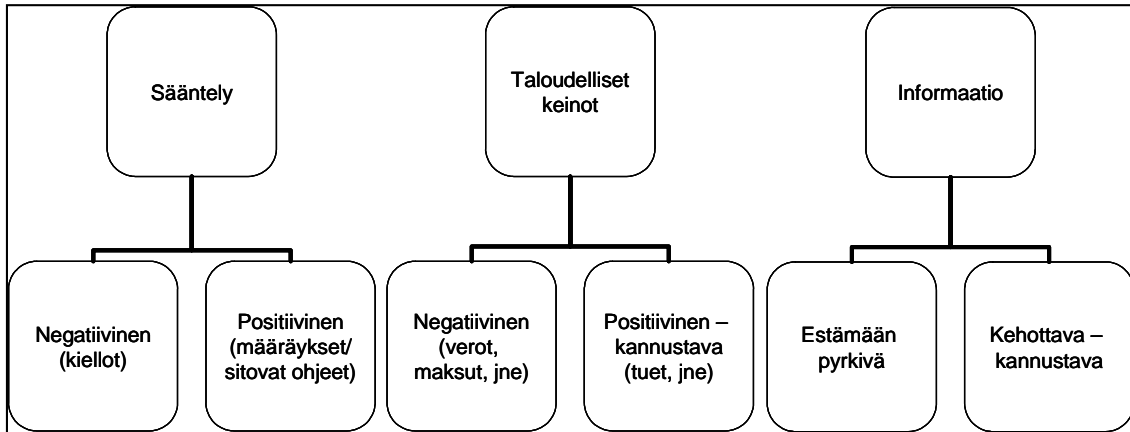 Sääntely
Taloudelliset
keinot
Informaatio
Negatiivinen
(kiellot)
Positiivinen
(määräykset/
sitovat ohjeet)
Negatiivinen
(verot,
maksut, jne)
Positiivinen –
kannustava
(tuet, jne)
Estämään
pyrkivä
Kehottava –
kannustava